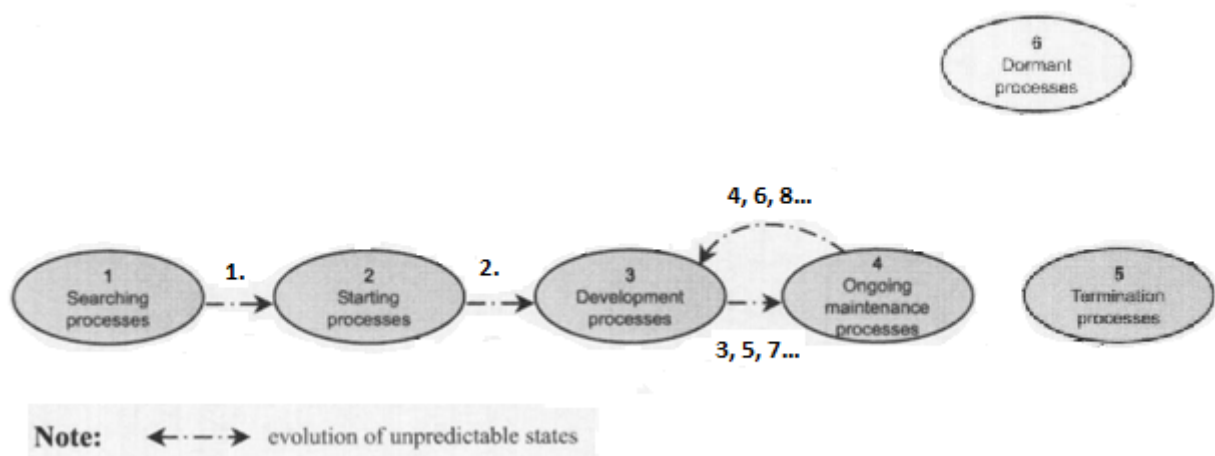 6
Dormant
processes
4, 6, 8...
1
Searching
processes
1.
2
Starting
processes
2.
3
Development
processes
3, 5, 7...
4
Ongoing
maintenance
processes
5
Termination
processes
Note:
evolution of unpredictable states